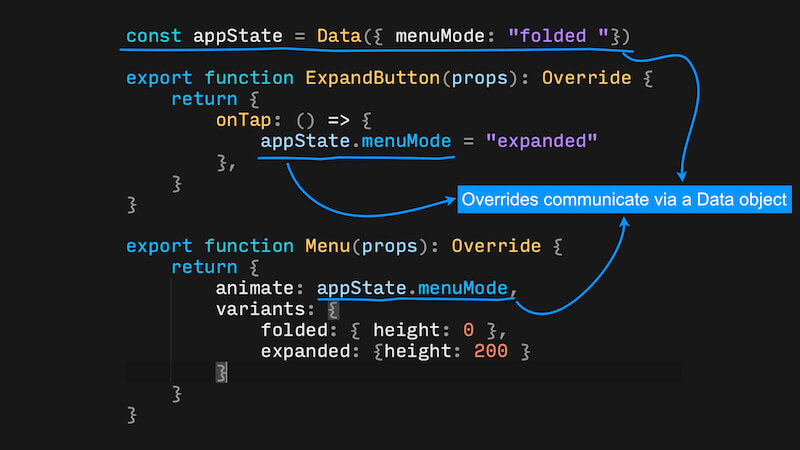 const appState = Data({ menuMode: "folded "})
export function ExpandButton(props): Override {
return {
onTap: () => {
appState.menuMode = "expanded"
},
}
}
Overrides communicate via a Data object
export function Menu(props): Override {
return {
animate: appState.menuMode,
variants: {
folded: { height: 0 },
expanded: {height: 200 }
}
}
}